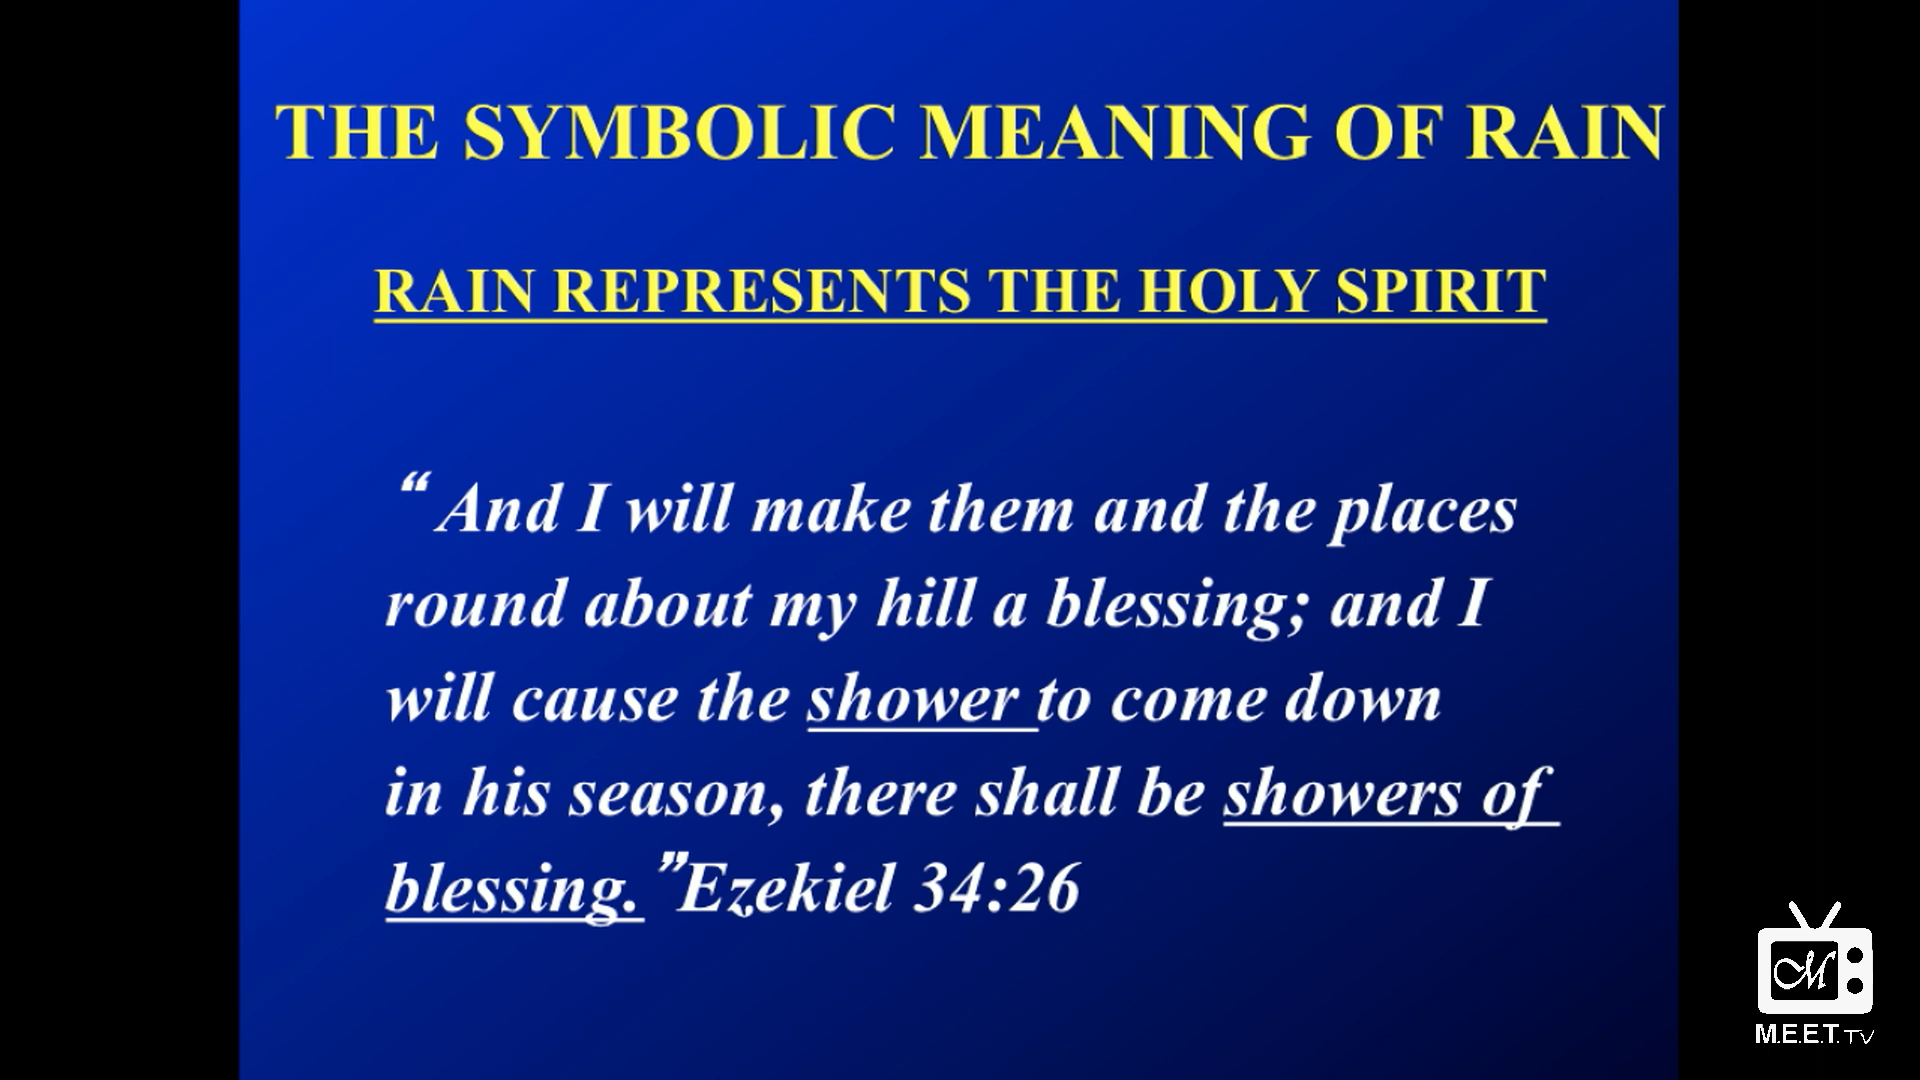 THE SYMBOLIC MEANING OF RAIN
RAIN REPRESENTS THE HOLY SPIRIT
“And I will make them and the places
round about my hill a blessing; and I
will cause the shower to come down
in his season, there shall be showers of
blessing.”Ezekiel 34:26
M
M.E.E.T. TV